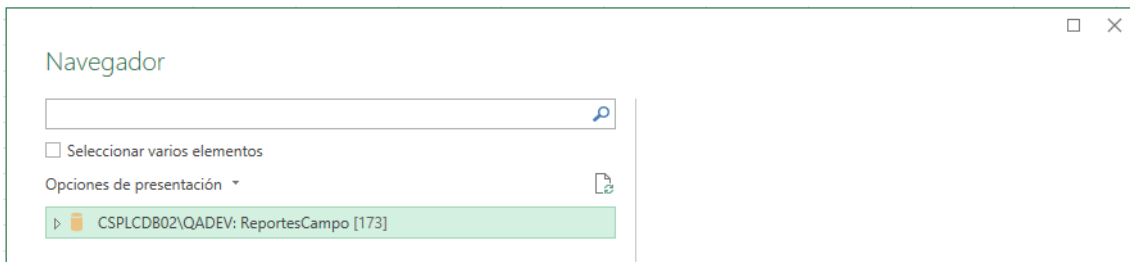 Navegador
Seleccionar varios elementos
Opciones de presentación
CSPLCDB02\QADEV: ReportesCampo [173]